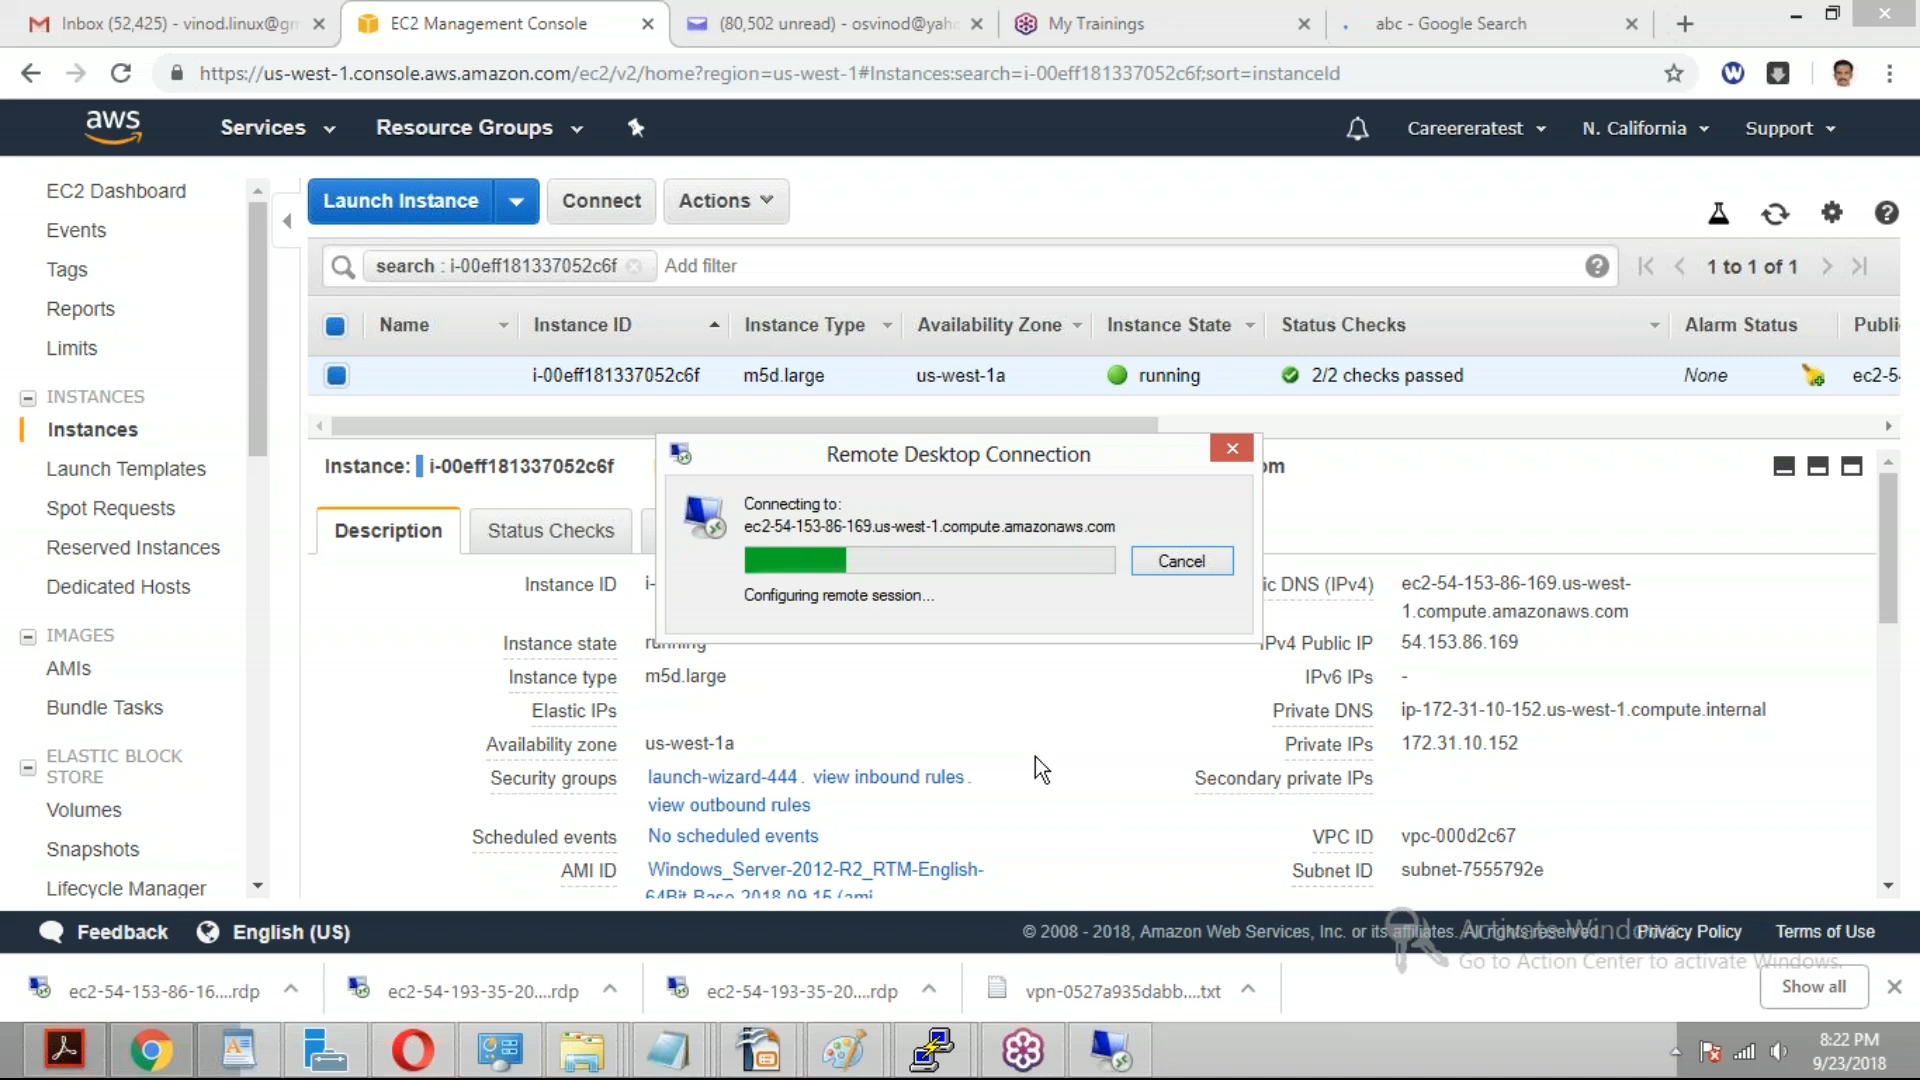 Inbox (52,425) - vinod.linux@gm
EC2 Management Console
(80,502 unread) - osvinod@yaho
My Trainings
abc - Google Search
https://us-west-1.console.aws.amazon.com/ec2/v2/home?region=us-west-1#Instances:search=i-00eff181337052c6f;sort=instanceId
aws
Services
Resource Groups
Careereratest
N. California
Support
EC2 Dashboard
Events
Tags
Reports
Limits
INSTANCES
Instances
Launch Templates
Spot Requests
Reserved Instances
Dedicated Hosts
IMAGES
AMIs
Bundle Tasks
ELASTIC BLOCK
STORE
Volumes
Snapshots
Lifecycle Manager
Launch Instance
Connect
Actions
search : i-00eff181337052c6f
Add filter
1 to 1 of 1
Name
Instance ID
Instance Type
Availability Zone
Instance State
Status Checks
Alarm Status
Publi
i-00eff181337052c6f
m5d.large
us-west-1a
running
2/2 checks passed
None
ec2-5
Instance: i-00eff181337052c6f
om
Remote Desktop Connection
Connecting to:
ec2-54-153-86-169.us-west-1.compute.amazonaws.com
Cancel
Configuring remote session...
Description
Status Checks
Instance ID
i-
Instance state
running
Instance type
m5d.large
Elastic IPs
Availability zone
us-west-1a
Security groups
launch-wizard-444. view inbound rules.
view outbound rules
Scheduled events
No scheduled events
AMI ID
Windows_Server-2012-R2_RTM-English-
64Bit-Base-2018.09.15 (ami-
ic DNS (IPv4)
ec2-54-153-86-169.us-west-
1.compute.amazonaws.com
IPv4 Public IP
54.153.86.169
IPv6 IPs
-
Private DNS
ip-172-31-10-152.us-west-1.compute.internal
Private IPs
172.31.10.152
Secondary private IPs
VPC ID
vpc-000d2c67
Subnet ID
subnet-7555792e
Feedback
English (US)
© 2008 - 2018, Amazon Web Services, Inc. or its affiliates. All rights reserved.
Privacy Policy
Terms of Use
Activate Windows
Go to Action Center to activate Windows.
ec2-54-153-86-16....rdp
ec2-54-193-35-20....rdp
ec2-54-193-35-20....rdp
vpn-0527a935dabb....txt
Show all
8:22 PM
9/23/2018